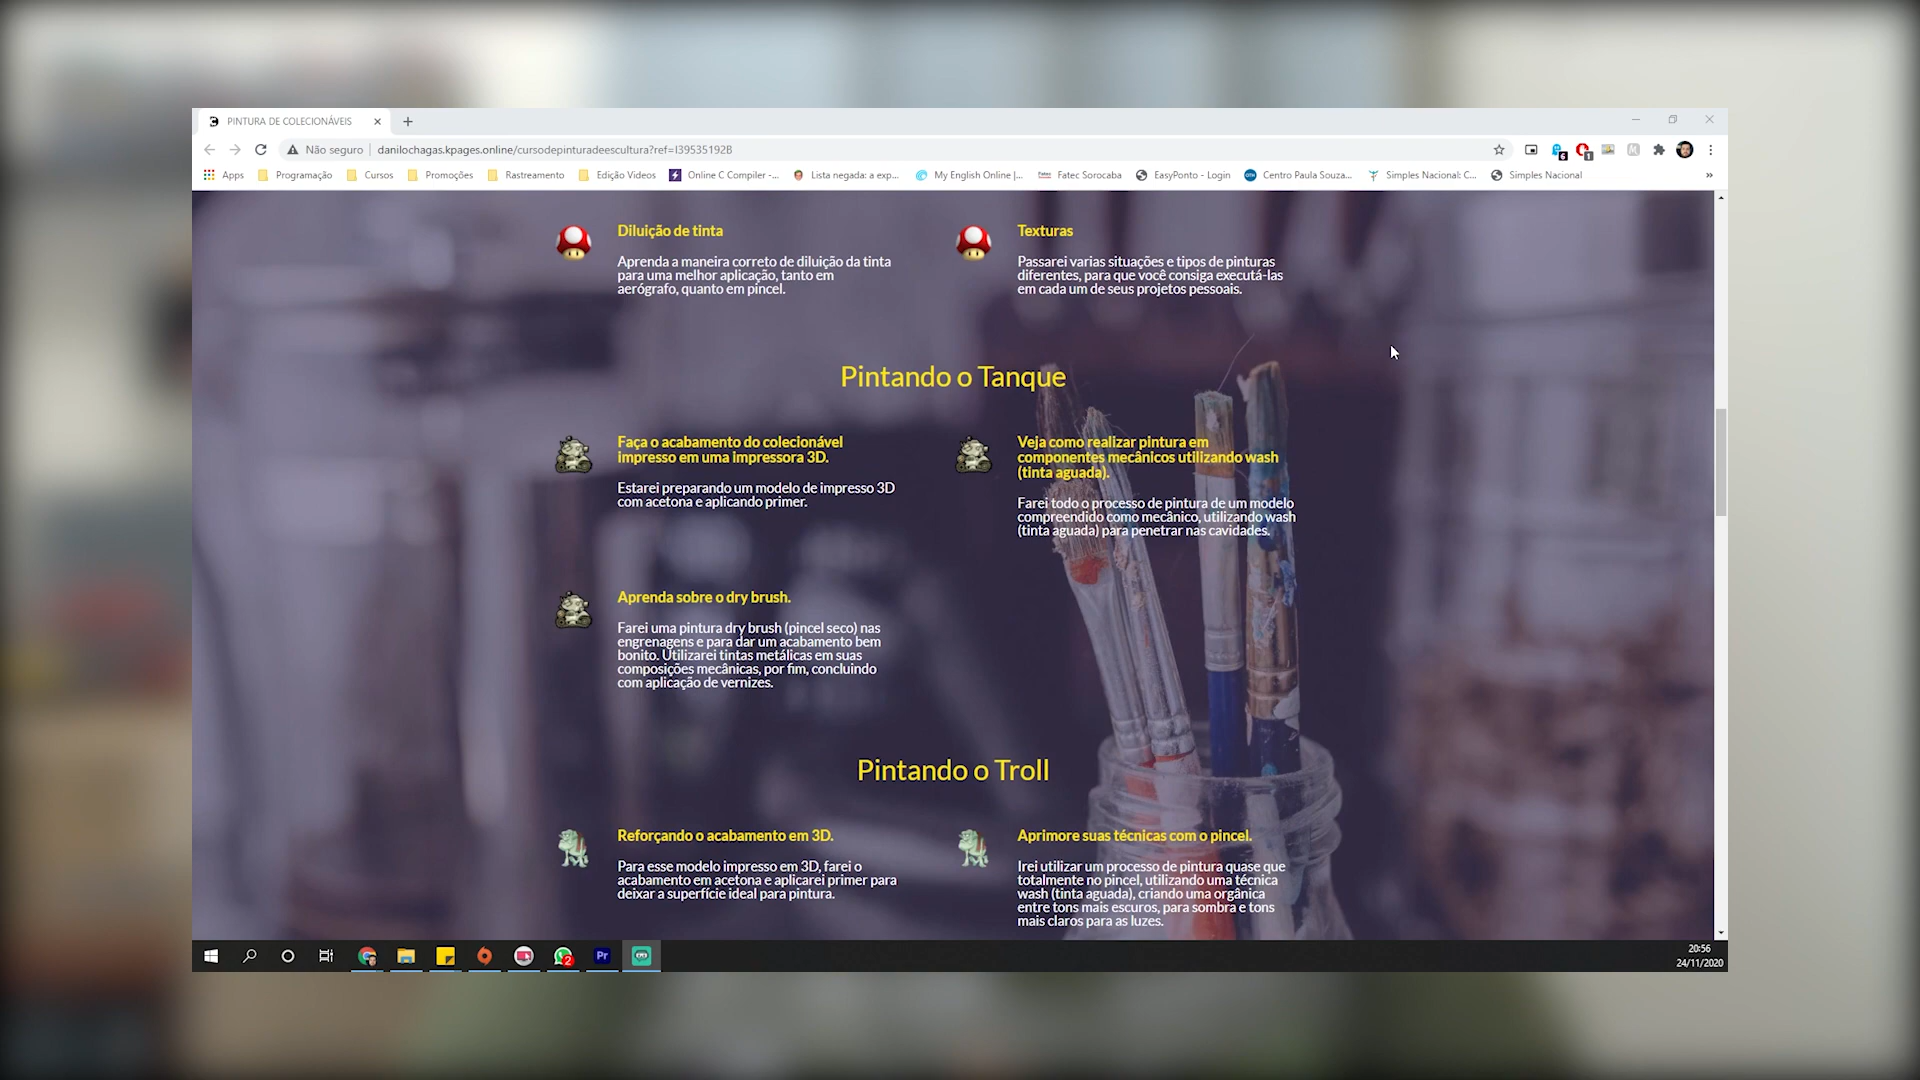 PINTURA DE COLECIONÁVEIS
Não seguro
danilochagas.kpages.online/cursodepinturadeescultura?ref=I39535192B
6
1
Apps
Programação
Cursos
Promoções
Rastreamento
Edição Videos
Online C Compiler -...
Lista negada: a exp...
My English Online |...
Fatec Sorocaba
EasyPonto - Login
Centro Paula Souza...
Simples Nacional: C...
Simples Nacional
»
Diluição de tinta
Aprenda a maneira correto de diluição da tinta
para uma melhor aplicação, tanto em
aerógrafo, quanto em pincel.
Texturas
Passarei varias situações e tipos de pinturas
diferentes, para que você consiga executá-las
em cada um de seus projetos pessoais.
Pintando o Tanque
Faça o acabamento do colecionável
impresso em uma impressora 3D.
Estarei preparando um modelo de impresso 3D
com acetona e aplicando primer.
Veja como realizar pintura em
componentes mecânicos utilizando wash
(tinta aguada).
Farei todo o processo de pintura de um modelo
compreendido como mecânico, utilizando wash
(tinta aguada) para penetrar nas cavidades.
Aprenda sobre o dry brush.
Farei uma pintura dry brush (pincel seco) nas
engrenagens e para dar um acabamento bem
bonito. Utilizarei tintas metálicas em suas
composições mecânicas, por fim, concluindo
com aplicação de vernizes.
Pintando o Troll
Reforçando o acabamento em 3D.
Para esse modelo impresso em 3D, farei o
acabamento em acetona e aplicarei primer para
deixar a superfície ideal para pintura.
Aprimore suas técnicas com o pincel.
Irei utilizar um processo de pintura quase que
totalmente no pincel, utilizando uma técnica
wash (tinta aguada), criando uma orgânica
entre tons mais escuros, para sombra e tons
mais claros para as luzes.
2
Pr
20:56
24/11/2020